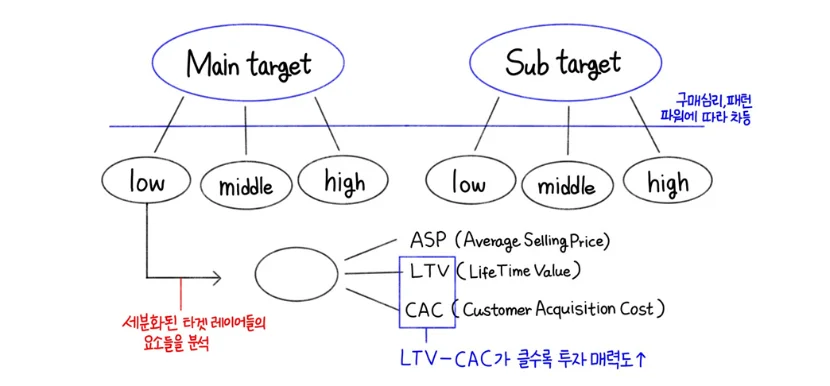 Main target
Sub target
구매심리, 패턴
파워에 따라 차등
low
middle
high
low
middle
high
ASP (Average Selling Price)
LTV (Life Time Value)
CAC (Customer Acquisition Cost)
세분화된 타겟 레이어들의
요소들을 분석
LTV-CAC가 클수록 투자 매력도↑